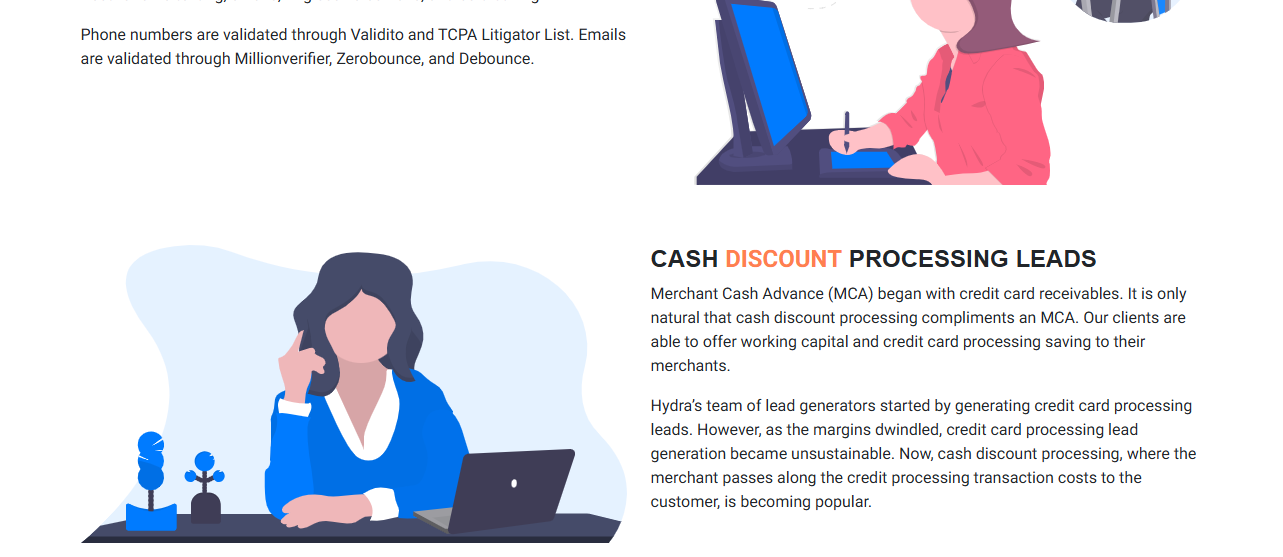 Phone numbers are validated through Validito and TCPA Litigator List. Emails
are validated through Millionverifier, Zerobounce, and Debounce.
CASH DISCOUNT PROCESSING LEADS
Merchant Cash Advance (MCA) began with credit card receivables. It is only
natural that cash discount processing compliments an MCA. Our clients are
able to offer working capital and credit card processing saving to their
merchants.
Hydra's team of lead generators started by generating credit card processing
leads. However, as the margins dwindled, credit card processing lead
generation became unsustainable. Now, cash discount processing, where the
merchant passes along the credit processing transaction costs to the
customer, is becoming popular.